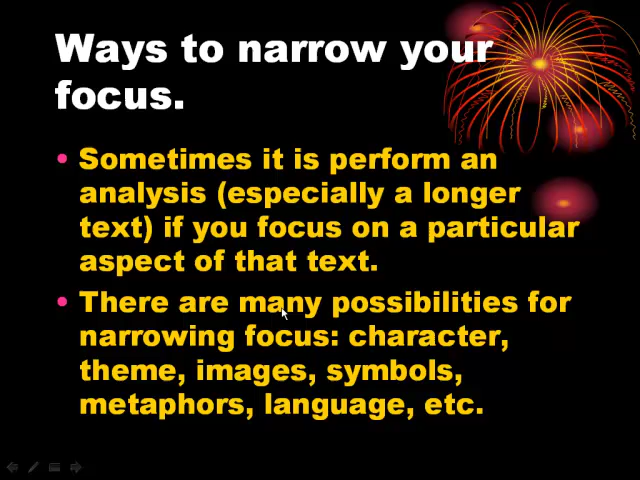 Ways to narrow your
focus.
• Sometimes it is perform an
analysis (especially a longer
text) if you focus on a particular
aspect of that text.
• There are many possibilities for
narrowing focus: character,
theme, images, symbols,
metaphors, language, etc.